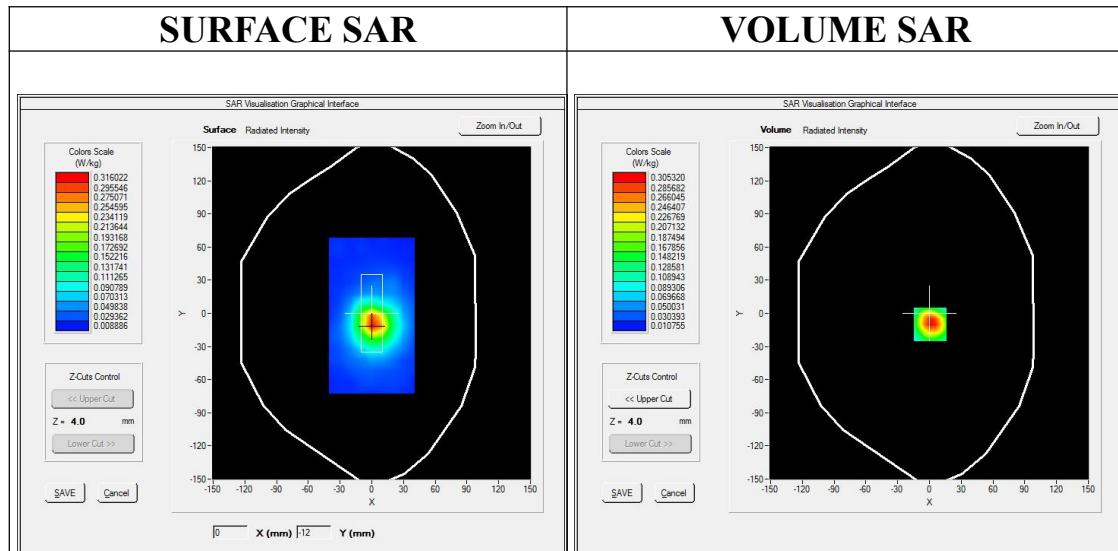 SURFACE SAR
VOLUME SAR
SAR Visualisation Graphical Interface
Surface Radiated Intensity
Zoom In/Out
Colors Scale
(W/kg)
0.316022
0.295546
0.275071
0.254595
0.234119
0.213644
0.193168
0.172692
0.152216
0.131741
0.111265
0.090789
0.070313
0.049838
0.029362
0.008886
Z-Cuts Control
<< Upper Cut
Z = 4.0 mm
Lower Cut >>
SAVE Cancel
150
120
90
60
30
0
-30
-60
-90
-120
-150
Y
-150 -120 -90 -60 -30 0 30 60 90 120 150
X
0 X (mm) -12 Y (mm)
SAR Visualisation Graphical Interface
Volume Radiated Intensity
Zoom In/Out
Colors Scale
(W/kg)
0.305320
0.285682
0.266045
0.246407
0.226769
0.207132
0.187494
0.167856
0.148219
0.128581
0.108943
0.089306
0.069668
0.050031
0.030393
0.010755
Z-Cuts Control
<< Upper Cut
Z = 4.0 mm
Lower Cut >>
SAVE Cancel
150
120
90
60
30
0
-30
-60
-90
-120
-150
Y
-150 -120 -90 -60 -30 0 30 60 90 120 150
X